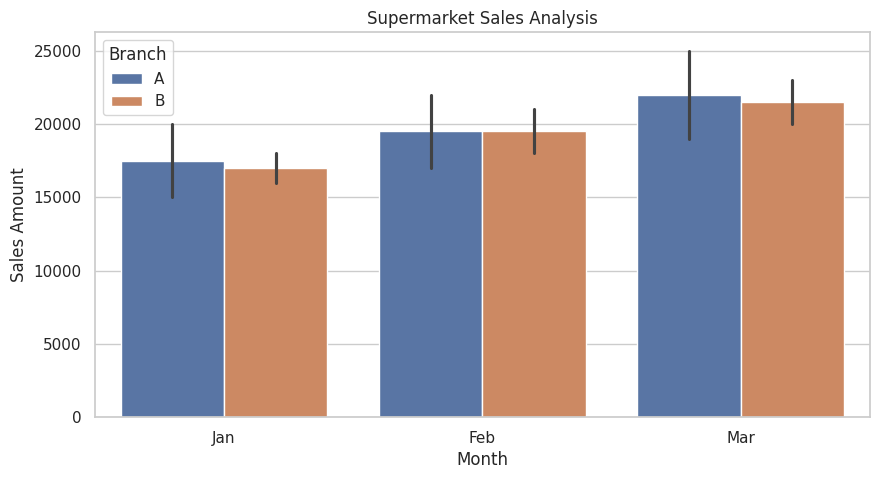 Supermarket Sales Analysis
Branch
A
B
Sales Amount
25000
20000
15000
10000
5000
0
Jan Feb Mar
Month